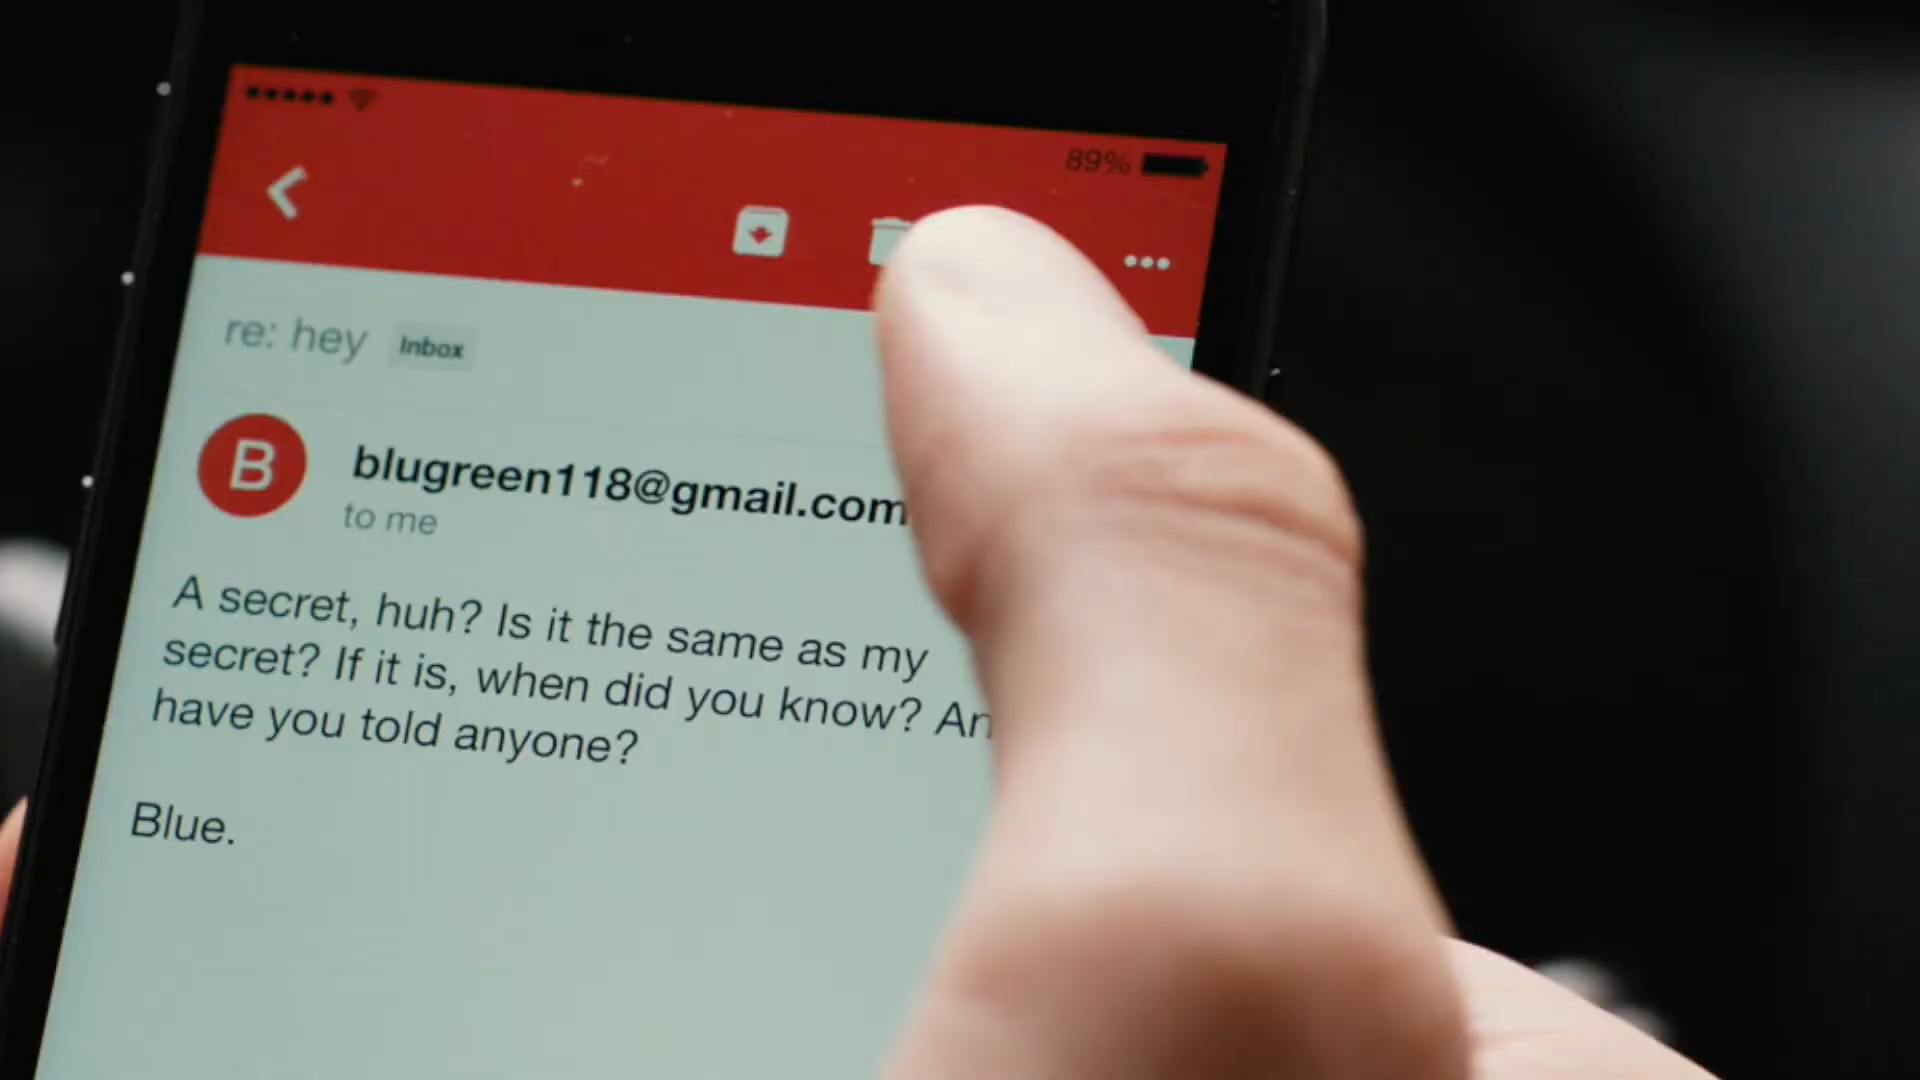 89%
re: hey Inbox
B
blugreen118@gmail.com
to me
A secret, huh? Is it the same as my
secret? If it is, when did you know?
have you told anyone?
Blue.